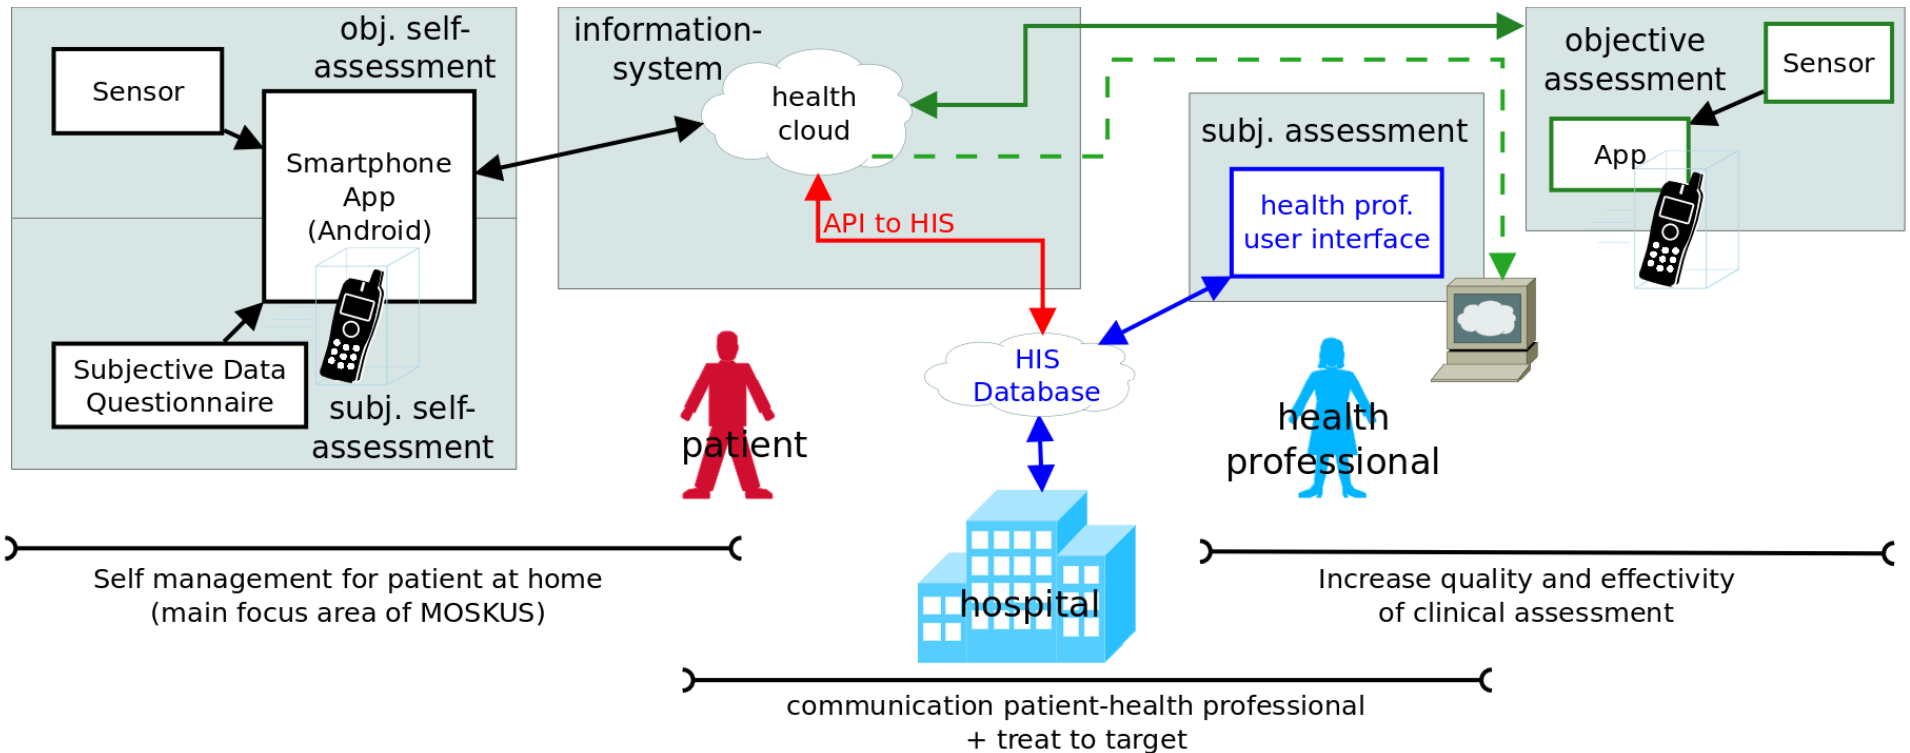 obj. self-
assessment
Sensor
Smartphone
App
(Android)
Subjective Data
Questionnaire
subj. self-
assessment
information-
system
health
cloud
API to HIS
HIS
Database
patient
hospital
subj. assessment
health prof.
user interface
health
professional
objective
assessment
Sensor
App
Self management for patient at home
(main focus area of MOSKUS)
Increase quality and effectivity
of clinical assessment
communication patient-health professional
+ treat to target